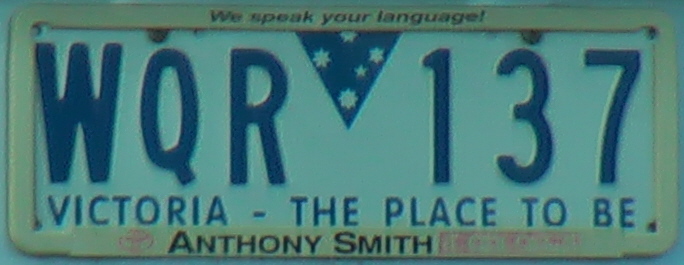 We speak your language!
WQR 137
VICTORIA - THE PLACE TO BE
ANTHONY SMITH